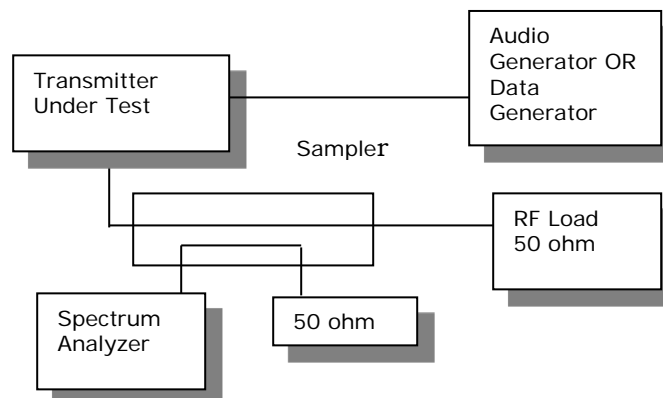 Transmitter
Under Test
Audio
Generator OR
Data
Generator
Sampler
RF Load
50 ohm
Spectrum
Analyzer
50 ohm